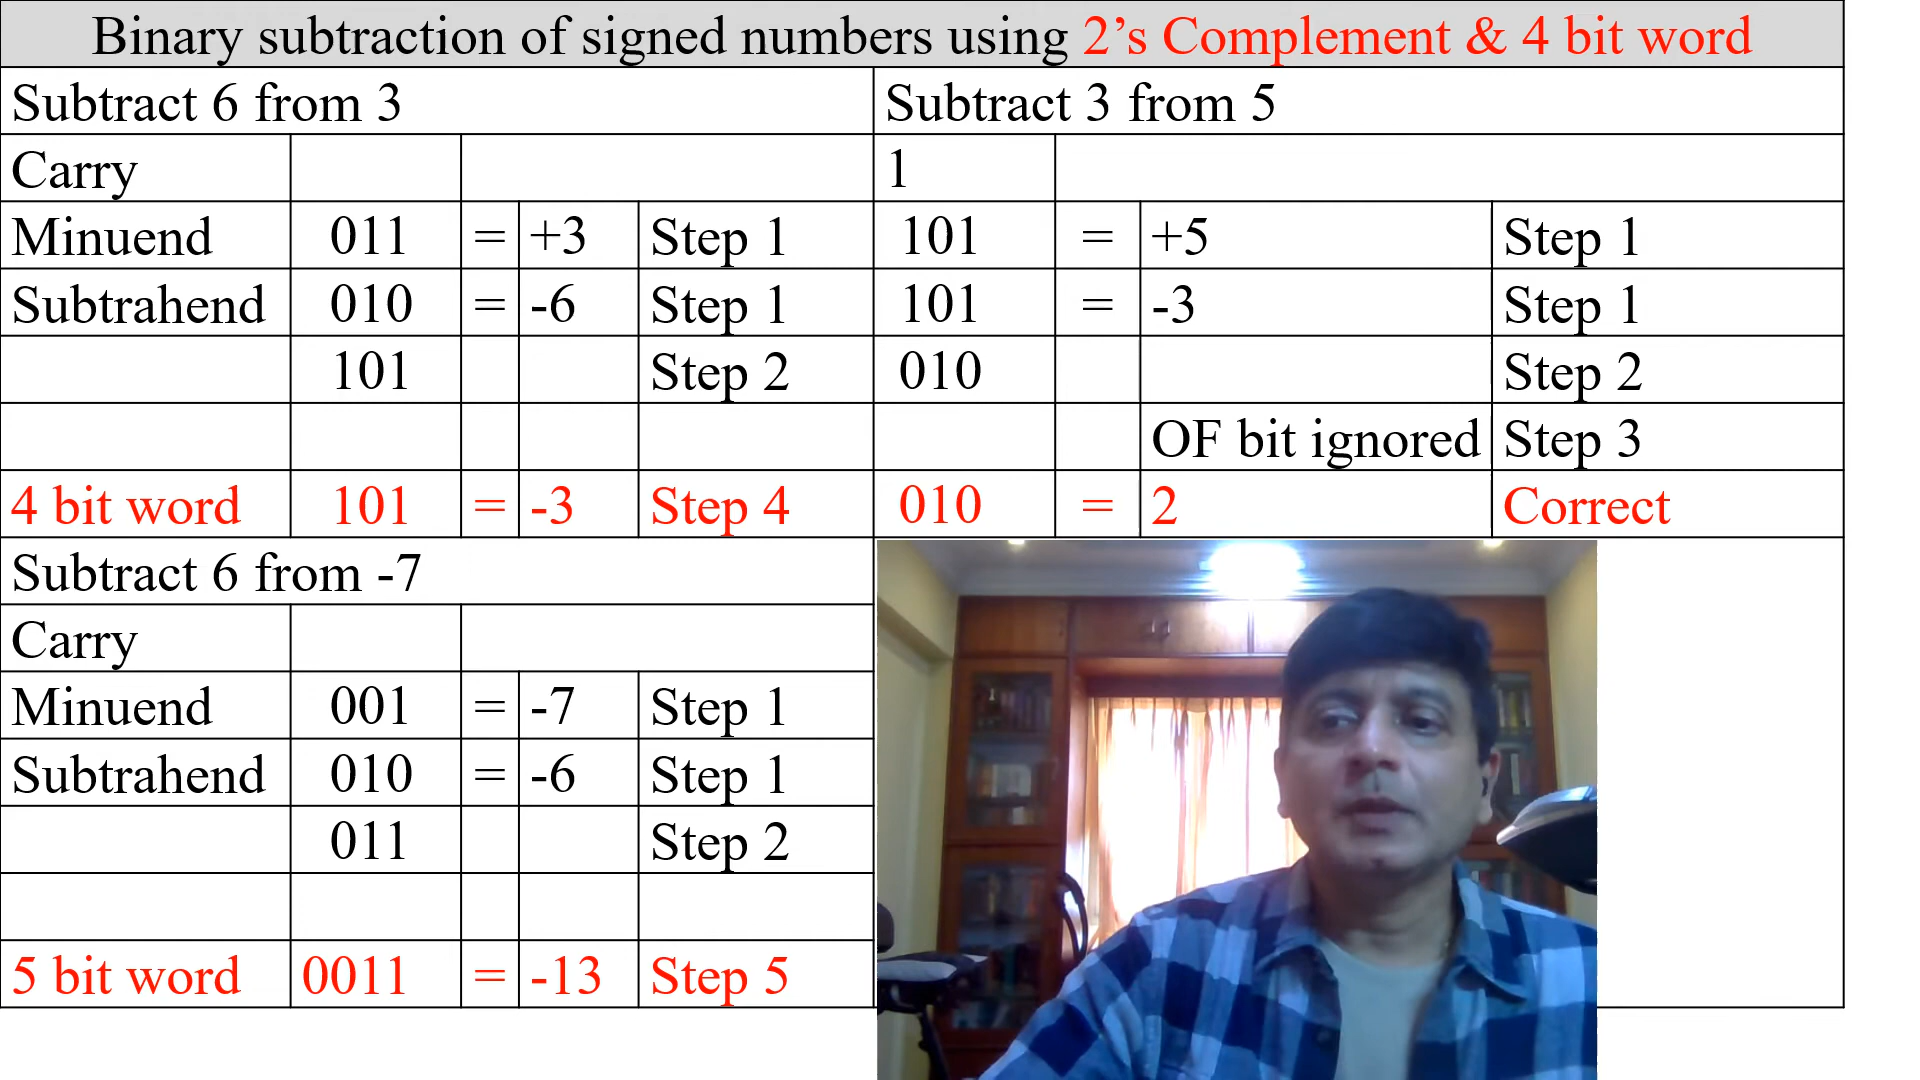 Binary subtraction of signed numbers using 2’s Complement & 4 bit word
Subtract 6 from 3 Subtract 3 from 5
Carry 1
Minuend 011 = +3 Step 1 101 = +5 Step 1
Subtrahend 010 = -6 Step 1 101 = -3 Step 1
101 Step 2 010 Step 2
OF bit ignored Step 3
4 bit word 101 = -3 Step 4 010 = 2 Correct
Subtract 6 from -7
Carry
Minuend 001 = -7 Step 1
Subtrahend 010 = -6 Step 1
011 Step 2
5 bit word 0011 = -13 Step 5